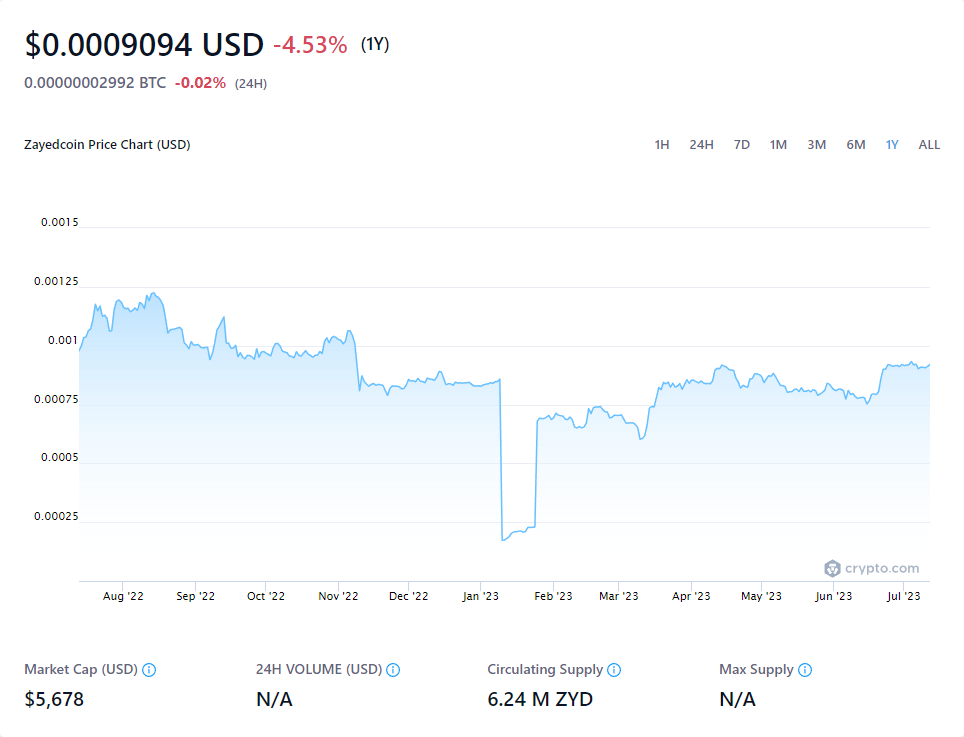 $0.0009094 USD -4.53% (1Y)
0.00000002992 BTC -0.02% (24H)
Zayedcoin Price Chart (USD) 1H 24H 7D 1M 3M 6M 1Y ALL
0.0015
0.00125
0.001
0.00075
0.0005
0.00025
crypto.com
Aug '22 Sep '22 Oct '22 Nov '22 Dec '22 Jan '23 Feb '23 Mar '23 Apr '23 May '23 Jun '23 Jul '23
Market Cap (USD) 24H VOLUME (USD) Circulating Supply Max Supply
$5,678 N/A 6.24 M ZYD N/A